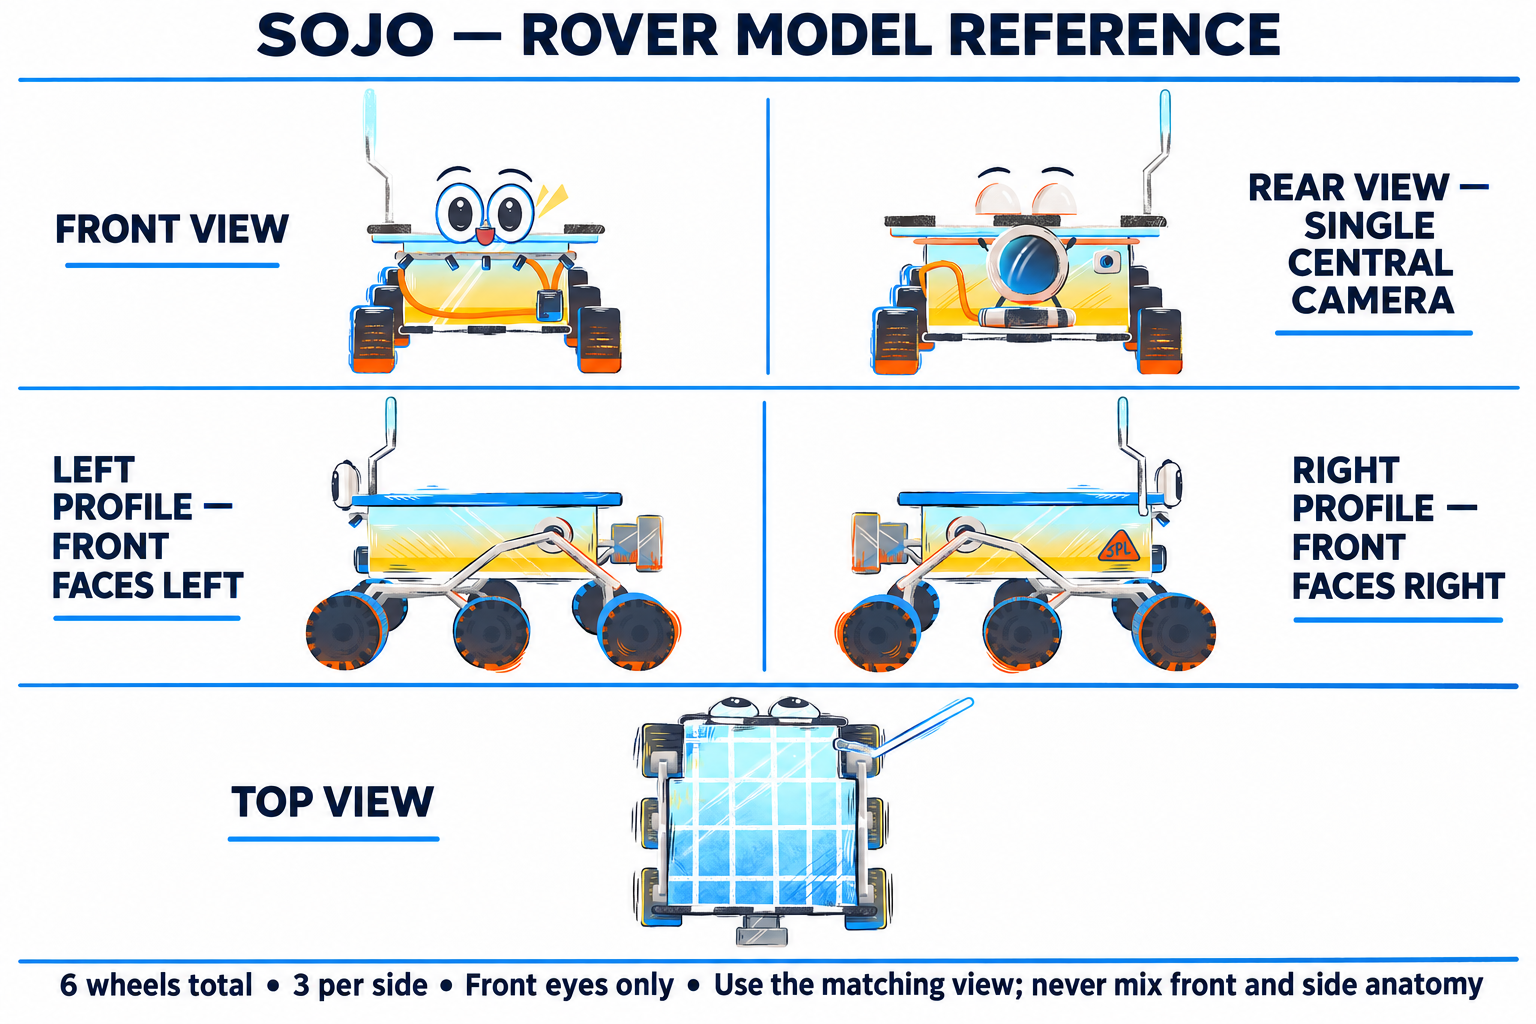 SOJO — ROVER MODEL REFERENCE
FRONT VIEW
REAR VIEW —
SINGLE
CENTRAL
CAMERA
LEFT
PROFILE —
FRONT
FACES LEFT
JPL
RIGHT
PROFILE —
FRONT
FACES RIGHT
TOP VIEW
6 wheels total • 3 per side • Front eyes only • Use the matching view; never mix front and side anatomy